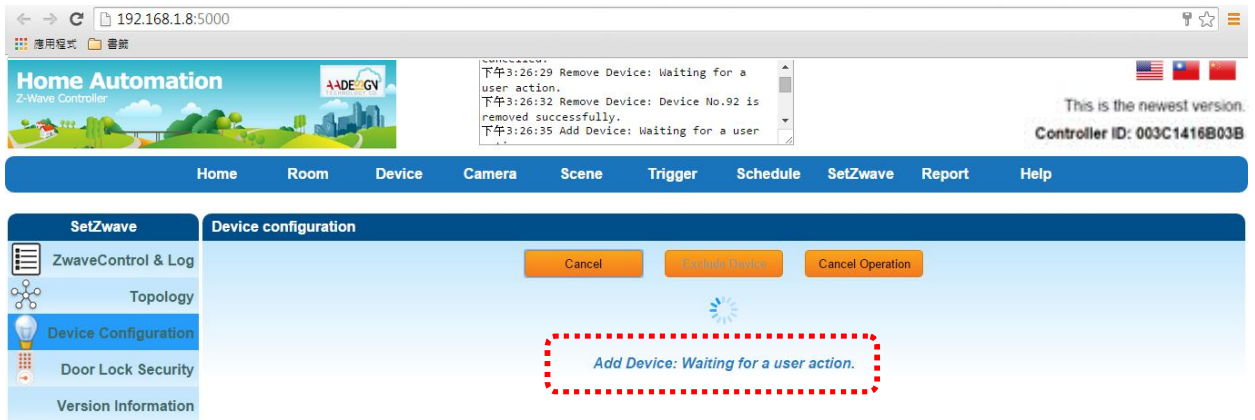 192.168.1.8:5000
應用程式 書籤
Home Automation
Z-Wave Controller
cancelled.
下午3:26:29 Remove Device: Waiting for a
user action.
下午3:26:32 Remove Device: Device No.92 is
removed successfully.
下午3:26:35 Add Device: Waiting for a user
This is the newest version.
Controller ID: 003C1416B03B
Home Room Device Camera Scene Trigger Schedule SetZwave Report Help
SetZwave
Device configuration
ZwaveControl & Log
Cancel Exclude Device Cancel Operation
Topology
Device Configuration
Add Device: Waiting for a user action.
Door Lock Security
Version Information